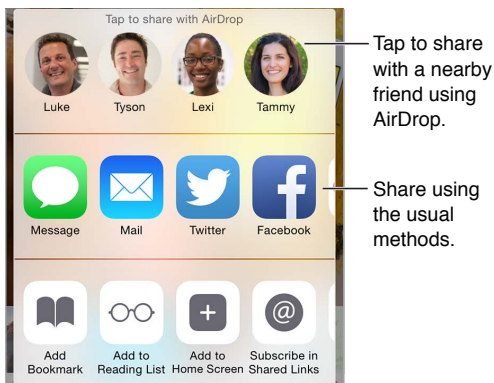 Tap to share with AirDrop
Luke Tyson Lexi Tammy
Tap to share
with a nearby
friend using
AirDrop.
Message Mail Twitter Facebook
Share using
the usual
methods.
Add Add to Add to Subscribe in
Bookmark Reading List Home Screen Shared Links